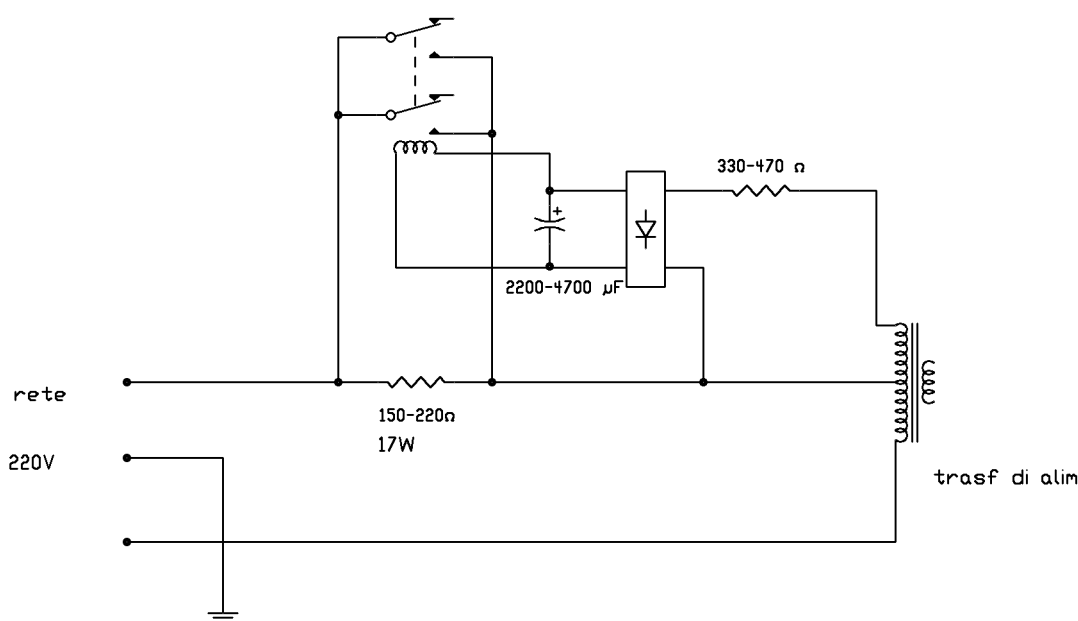 330-470 Ω
+
2200-4700 µF
rete
150-220Ω
17W
220V
trasf di alim